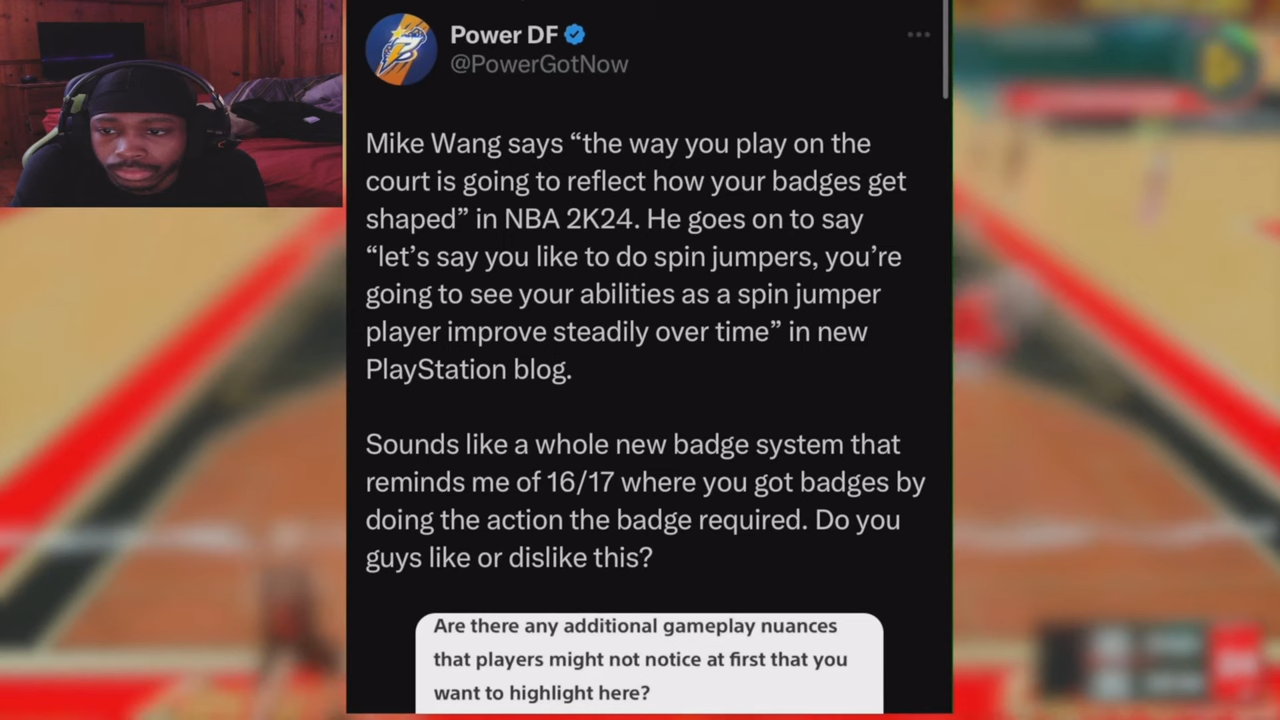 Power DF
@PowerGotNow
Mike Wang says “the way you play on the
court is going to reflect how your badges get
shaped” in NBA 2K24. He goes on to say
“let’s say you like to do spin jumpers, you’re
going to see your abilities as a spin jumper
player improve steadily over time” in new
PlayStation blog.
Sounds like a whole new badge system that
reminds me of 16/17 where you got badges by
doing the action the badge required. Do you
guys like or dislike this?
Are there any additional gameplay nuances
that players might not notice at first that you
want to highlight here?